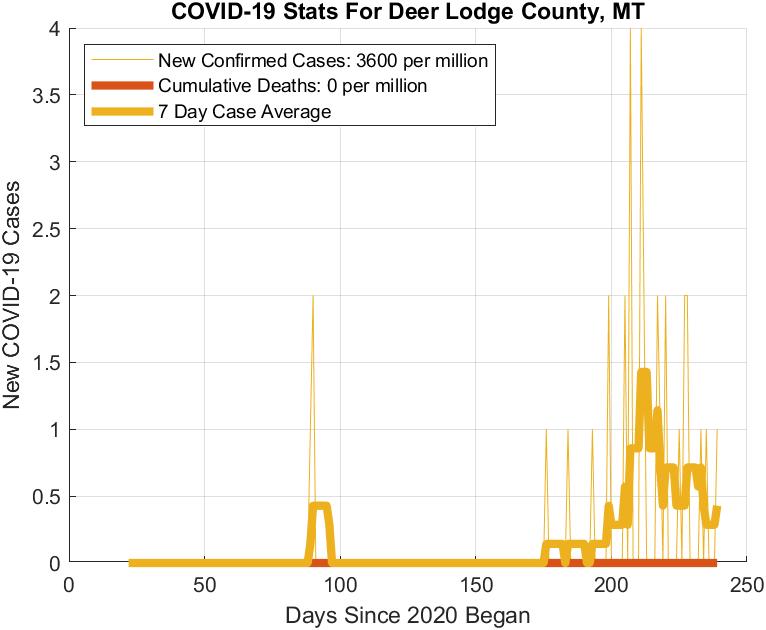 COVID-19 Stats For Deer Lodge County, MT
New Confirmed Cases: 3600 per million
Cumulative Deaths: 0 per million
7 Day Case Average
New COVID-19 Cases
4
3.5
3
2.5
2
1.5
1
0.5
0
0 50 100 150 200 250
Days Since 2020 Began